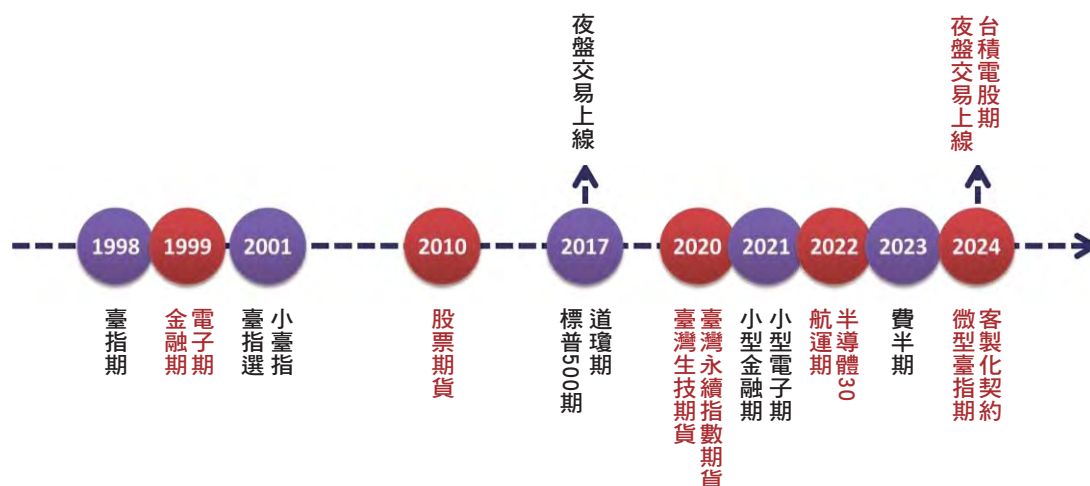 夜盤交易上線
台積電股期
夜盤交易上線
1998
1999
2001
2010
2017
2020
2021
2022
2023
2024
臺指期
電子期
金融期
小臺指
臺指選
股票期貨
道瓊期
標普500期
臺灣永續指數期貨
臺灣生技期貨
小型電子期
小型金融期
半導體30
航運期
費半期
客製化契約
微型臺指期